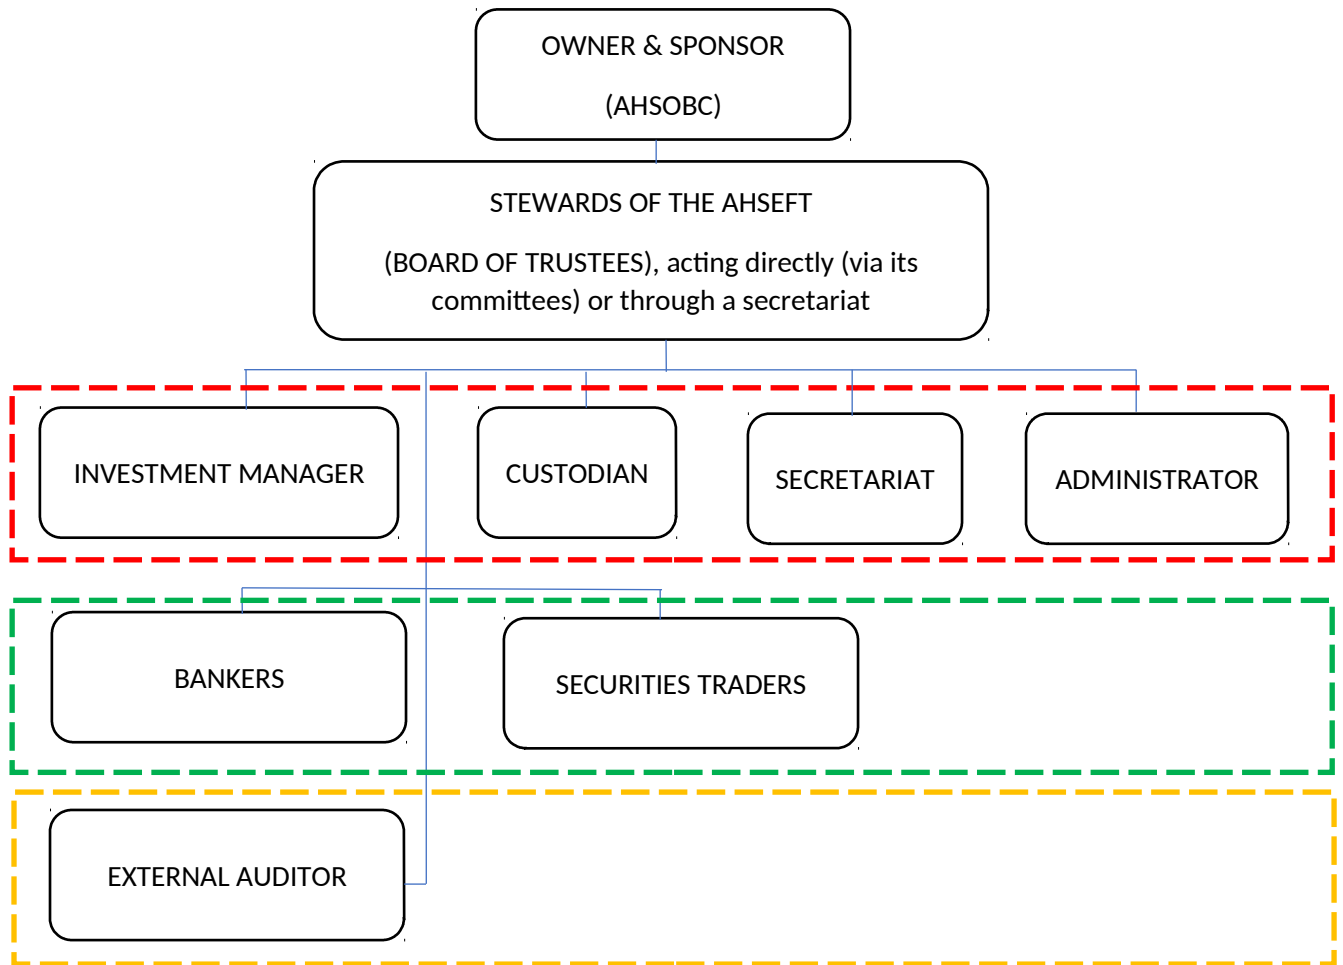 OWNER & SPONSOR
(AHSOBC)
STEWARDS OF THE AHSEFT
(BOARD OF TRUSTEES), acting directly (via its
committees) or through a secretariat
INVESTMENT MANAGER
CUSTODIAN
SECRETARIAT
ADMINISTRATOR
BANKERS
SECURITIES TRADERS
EXTERNAL AUDITOR